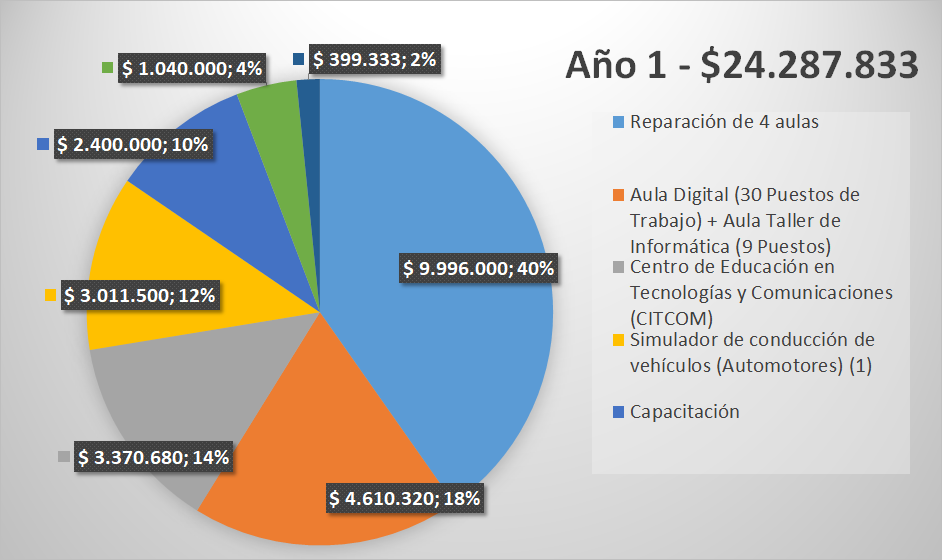 Año 1 - $24.287.833
$ 399.333; 2%
$ 1.040.000; 4%
$ 2.400.000; 10%
$ 3.011.500; 12%
$ 3.370.680; 14%
$ 4.610.320; 18%
$ 9.996.000; 40%
Reparación de 4 aulas
Aula Digital (30 Puestos de
Trabajo) + Aula Taller de
Informática (9 Puestos)
Centro de Educación en
Tecnologías y Comunicaciones
(CITCOM)
Simulador de conducción de
vehículos (Automotores) (1)
Capacitación